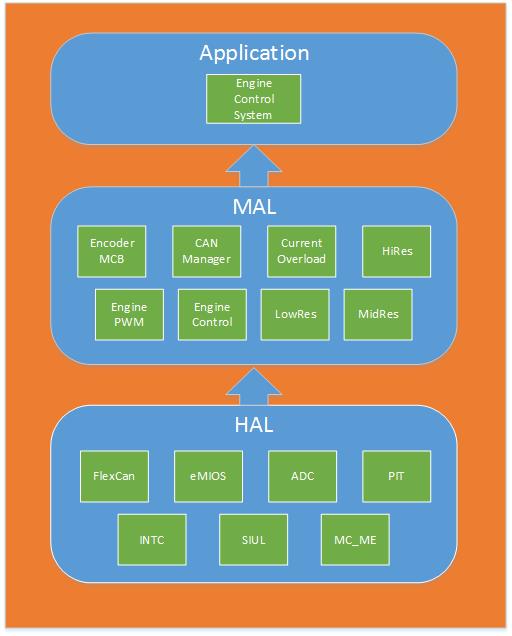 Application
Engine
Control
System
MAL
Encoder
MCB
CAN
Manager
Current
Overload
HiRes
Engine
PWM
Engine
Control
LowRes
MidRes
HAL
FlexCan
eMIOS
ADC
PIT
INTC
SIUL
MC_ME